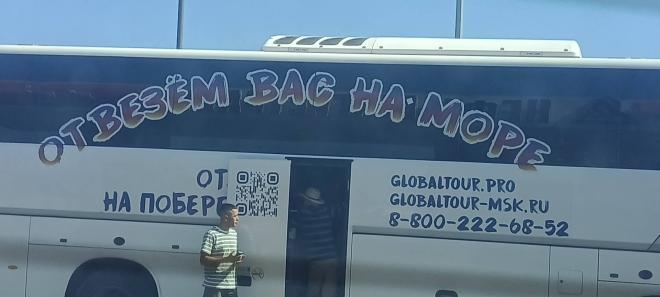 ОТВЕЗЁМ ВАС НА МОРЕ
ОТ
НА ПОБЕРЕ
GLOBALTOUR.PRO
GLOBALTOUR-MSK.RU
8-800-222-68-52